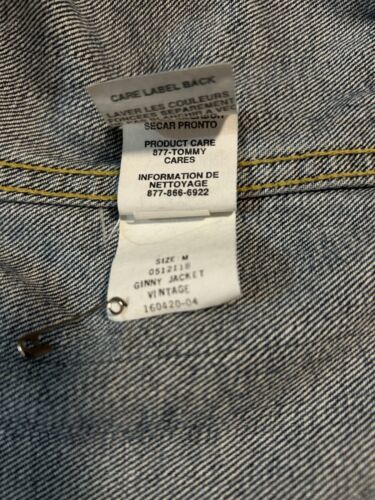 CARE LABEL BACK
LAVER LES COULEURS
SECAR PRONTO
PRODUCT CARE
877-TOMMY
CARES
INFORMATION DE
NETTOYAGE
877-866-6922
SIZE: M
GINNY JACKET
VINTAGE
160420-04